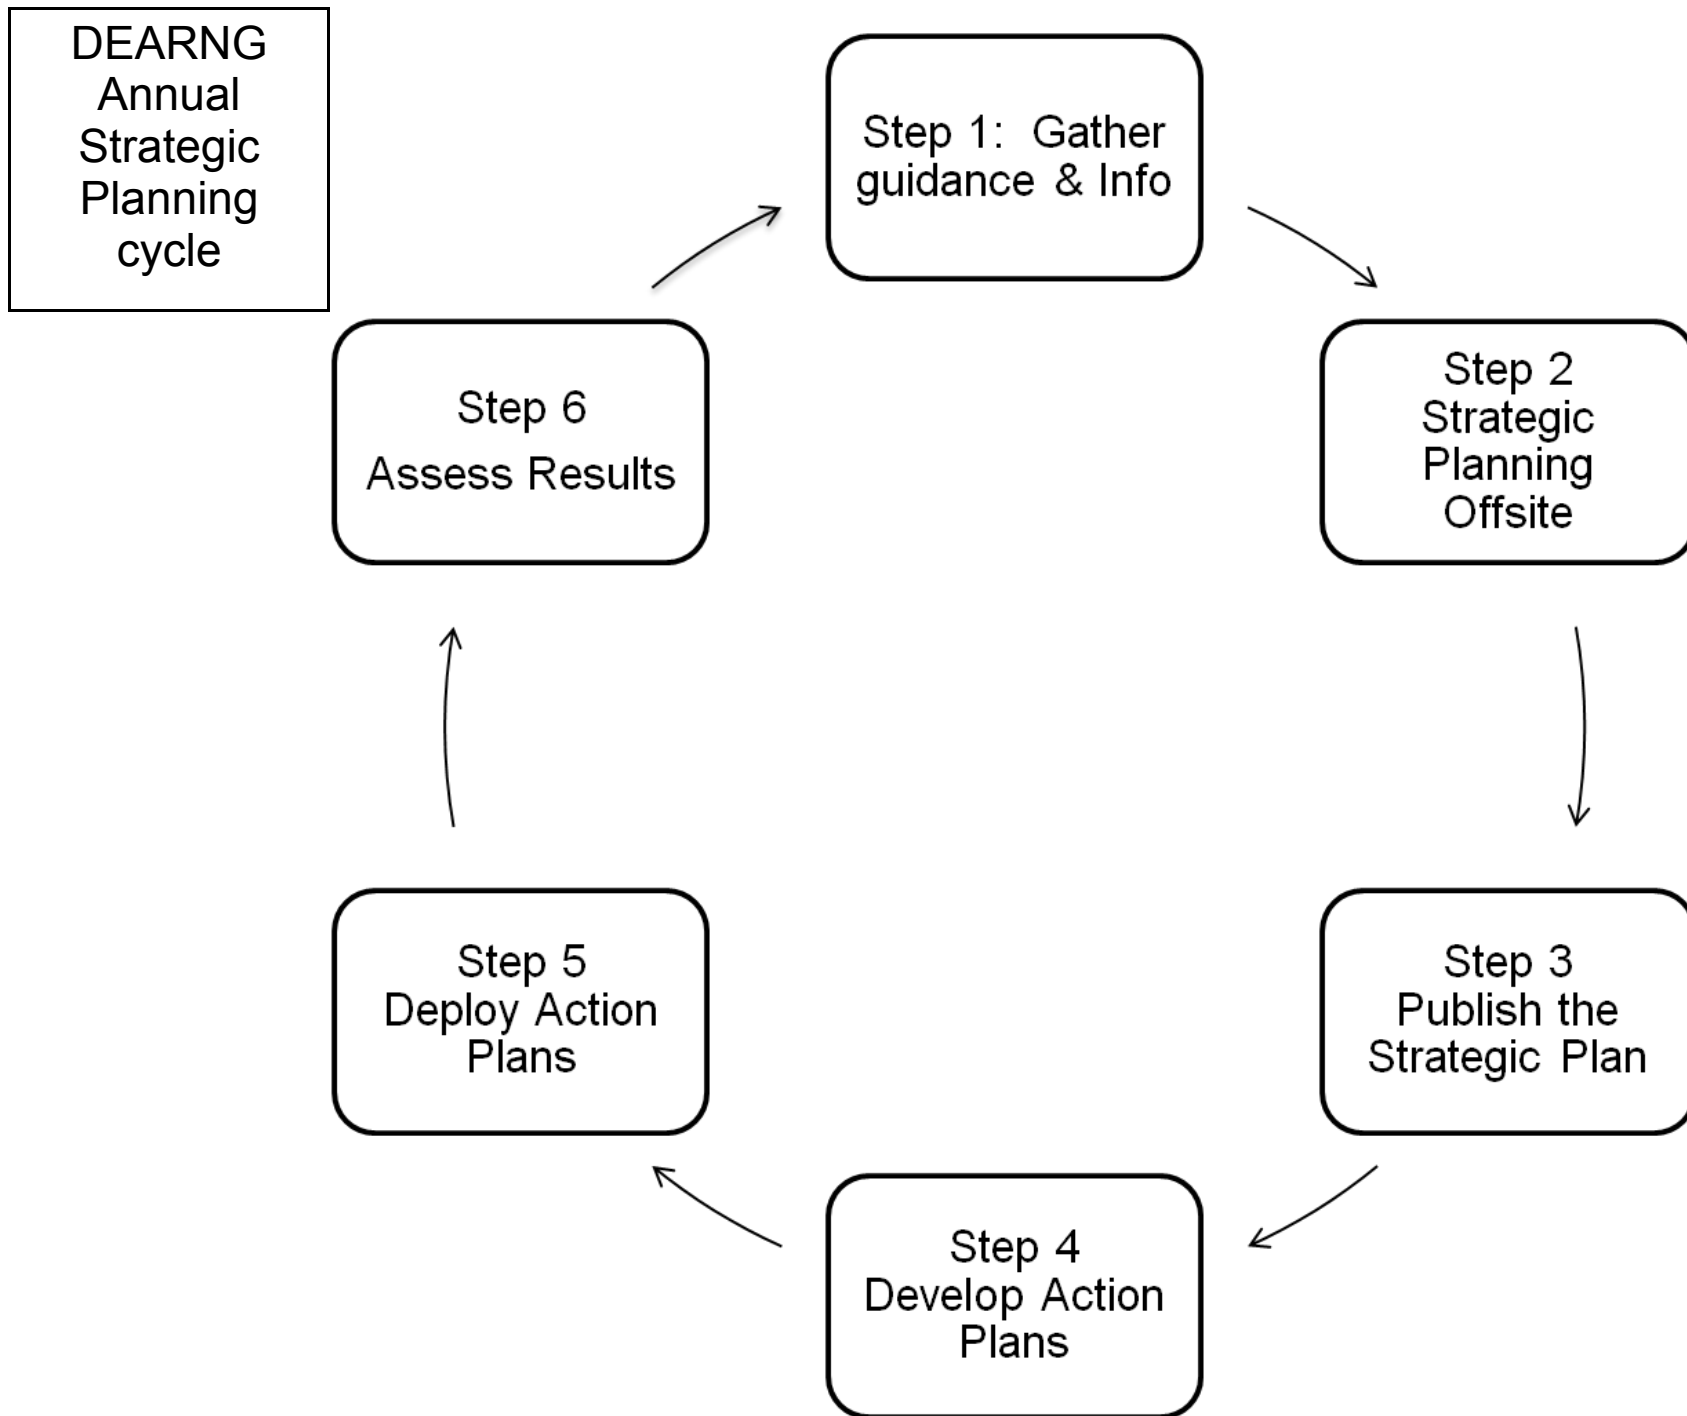 DEARNG
Annual
Strategic
Planning
cycle
Step 1:  Gather
guidance & Info
Step 2
Strategic
Planning
Offsite
Step 3
Publish the
Strategic Plan
Step 4
Develop Action
Plans
Step 5
Deploy Action
Plans
Step 6
Assess Results